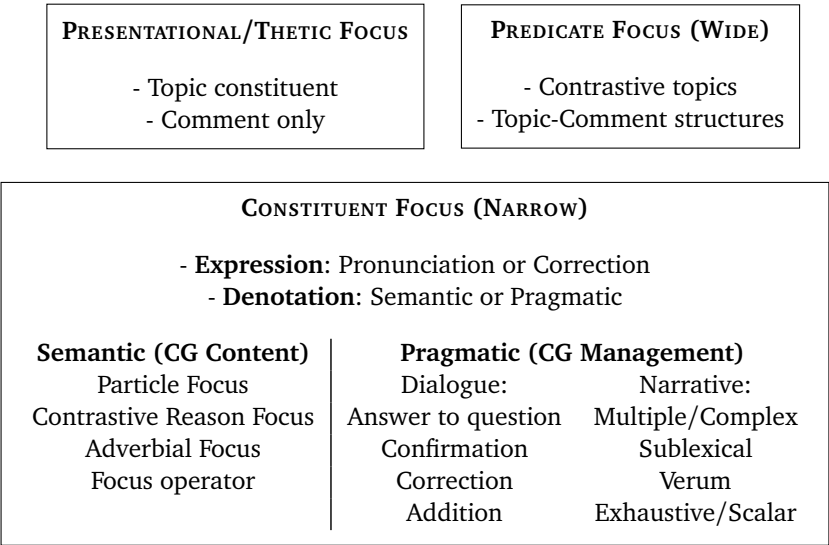 PRESENTATIONAL/THETIC FOCUS
- Topic constituent
- Comment only
PREDICATE FOCUS (WIDE)
- Contrastive topics
- Topic-Comment structures
CONSTITUENT FOCUS (NARROW)
- Expression: Pronunciation or Correction
- Denotation: Semantic or Pragmatic
Semantic (CG Content)
Particle Focus
Contrastive Reason Focus
Adverbial Focus
Focus operator
Pragmatic (CG Management)
Dialogue:
Answer to question
Confirmation
Correction
Addition
Narrative:
Multiple/Complex
Sublexical
Verum
Exhaustive/Scalar